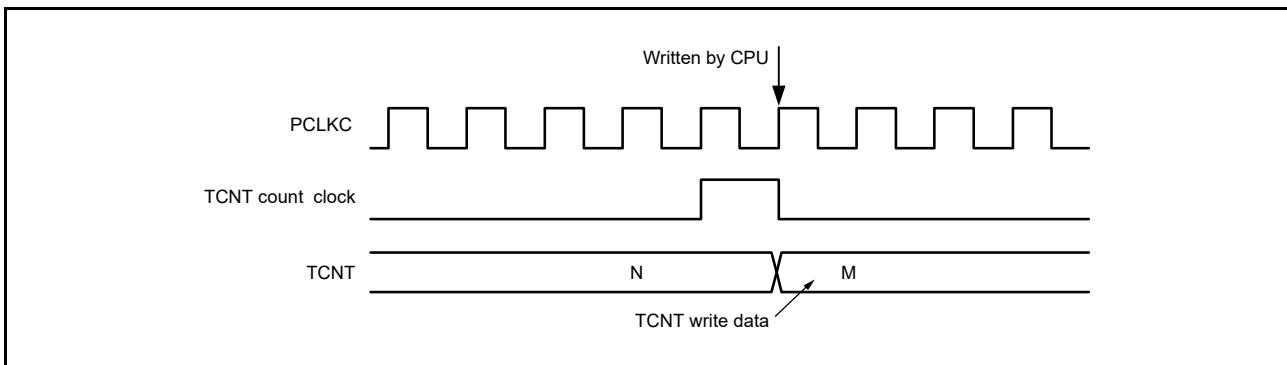 Written by CPU
PCLKC
TCNT count clock
TCNT
N
M
TCNT write data